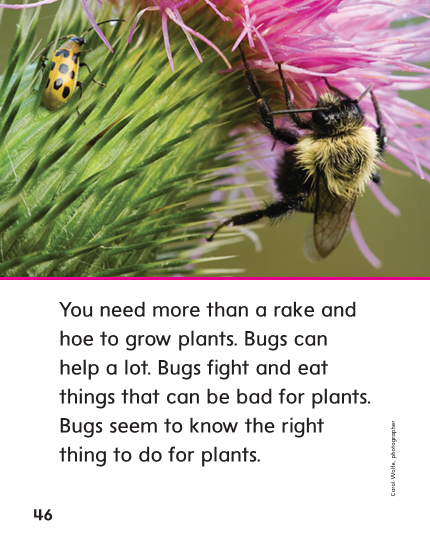 You need more than a rake and
hoe to grow plants. Bugs can
help a lot. Bugs fight and eat
things that can be bad for plants.
Bugs seem to know the right
thing to do for plants.
Carol Wolfe, photographer
46